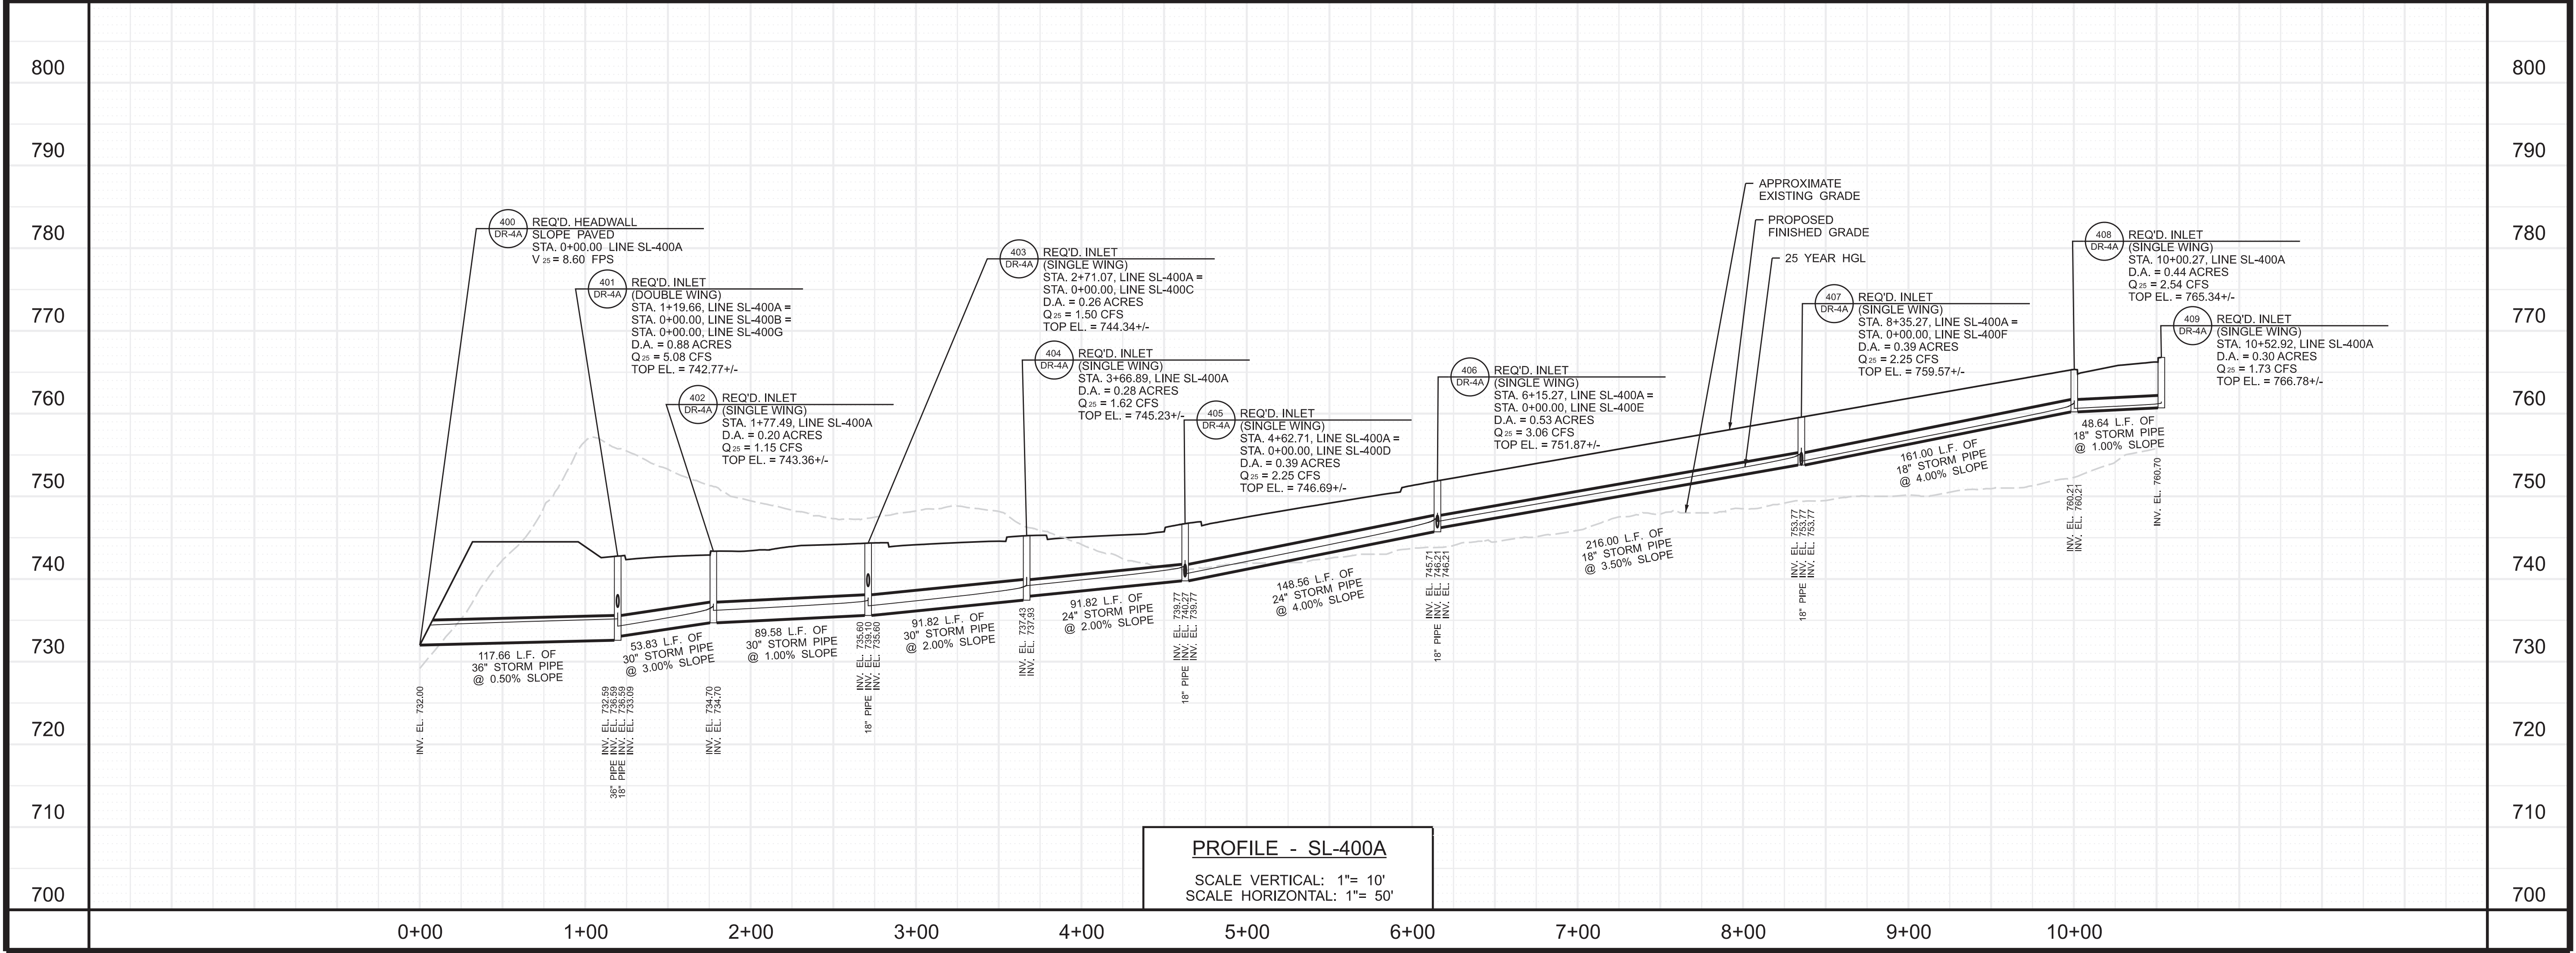 800
790
780
770
760
750
740
730
720
710
700
400
DR-4A
REQ'D. HEADWALL
SLOPE PAVED
STA. 0+00.00 LINE SL-400A
V 25 = 8.60 FPS
401
DR-4A
REQ'D. INLET
(DOUBLE WING)
STA. 1+19.66, LINE SL-400A =
STA. 0+00.00, LINE SL-400B =
STA. 0+00.00, LINE SL-400G
D.A. = 0.88 ACRES
Q 25 = 5.08 CFS
TOP EL. = 742.77+/-
402
DR-4A
REQ'D. INLET
(SINGLE WING)
STA. 1+77.49, LINE SL-400A
D.A. = 0.20 ACRES
Q 25 = 1.15 CFS
TOP EL. = 743.36+/-
403
DR-4A
REQ'D. INLET
(SINGLE WING)
STA. 2+71.07, LINE SL-400A =
STA. 0+00.00, LINE SL-400C
D.A. = 0.26 ACRES
Q 25 = 1.50 CFS
TOP EL. = 744.34+/-
404
DR-4A
REQ'D. INLET
(SINGLE WING)
STA. 3+66.89, LINE SL-400A
D.A. = 0.28 ACRES
Q 25 = 1.62 CFS
TOP EL. = 745.23+/-
405
DR-4A
REQ'D. INLET
(SINGLE WING)
STA. 4+62.71, LINE SL-400A =
STA. 0+00.00, LINE SL-400D
D.A. = 0.39 ACRES
Q 25 = 2.25 CFS
TOP EL. = 746.69+/-
406
DR-4A
REQ'D. INLET
(SINGLE WING)
STA. 6+15.27, LINE SL-400A =
STA. 0+00.00, LINE SL-400E
D.A. = 0.53 ACRES
Q 25 = 3.06 CFS
TOP EL. = 751.87+/-
APPROXIMATE
EXISTING GRADE
PROPOSED
FINISHED GRADE
25 YEAR HGL
407
DR-4A
REQ'D. INLET
(SINGLE WING)
STA. 8+35.27, LINE SL-400A =
STA. 0+00.00, LINE SL-400F
D.A. = 0.39 ACRES
Q 25 = 2.25 CFS
TOP EL. = 759.57+/-
408
DR-4A
REQ'D. INLET
(SINGLE WING)
STA. 10+00.27, LINE SL-400A
D.A. = 0.44 ACRES
Q 25 = 2.54 CFS
TOP EL. = 765.34+/-
409
DR-4A
REQ'D. INLET
(SINGLE WING)
STA. 10+52.92, LINE SL-400A
D.A. = 0.30 ACRES
Q 25 = 1.73 CFS
TOP EL. = 766.78+/-
117.66 L.F. OF
36" STORM PIPE
@ 0.50% SLOPE
53.83 L.F. OF
30" STORM PIPE
@ 3.00% SLOPE
89.58 L.F. OF
30" STORM PIPE
@ 1.00% SLOPE
91.82 L.F. OF
30" STORM PIPE
@ 2.00% SLOPE
91.82 L.F. OF
24" STORM PIPE
@ 2.00% SLOPE
148.56 L.F. OF
24" STORM PIPE
@ 4.00% SLOPE
216.00 L.F. OF
18" STORM PIPE
@ 3.50% SLOPE
161.00 L.F. OF
18" STORM PIPE
@ 4.00% SLOPE
48.64 L.F. OF
18" STORM PIPE
@ 1.00% SLOPE
INV. EL. 732.00
INV. EL. 732.59
36" PIPE INV. EL. 736.59
18" PIPE INV. EL. 736.59
INV. EL. 733.09
INV. EL. 734.70
INV. EL. 734.70
INV. EL. 735.60
18" PIPE INV. EL. 739.10
INV. EL. 735.60
INV. EL. 737.43
INV. EL. 737.93
INV. EL. 739.77
18" PIPE INV. EL. 740.27
INV. EL. 739.77
INV. EL. 745.71
18" PIPE INV. EL. 746.21
INV. EL. 746.21
INV. EL. 753.77
18" PIPE INV. EL. 753.77
INV. EL. 753.77
INV. EL. 760.21
INV. EL. 760.21
INV. EL. 760.70
800
790
780
770
760
750
740
730
720
710
700
PROFILE - SL-400A
SCALE VERTICAL: 1"= 10'
SCALE HORIZONTAL: 1"= 50'
0+00
1+00
2+00
3+00
4+00
5+00
6+00
7+00
8+00
9+00
10+00